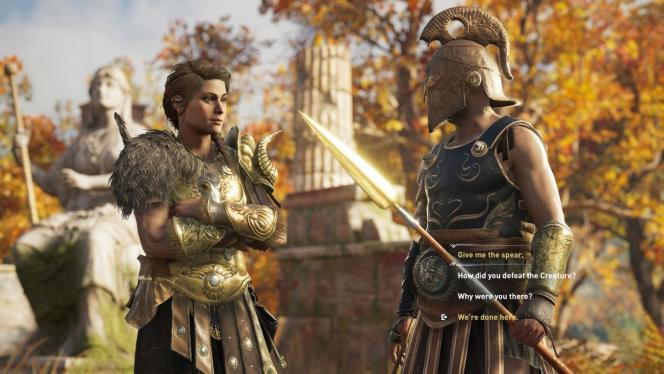 Give me the spear.
How did you defeat the Creature?
Why were you there?
We're done here.